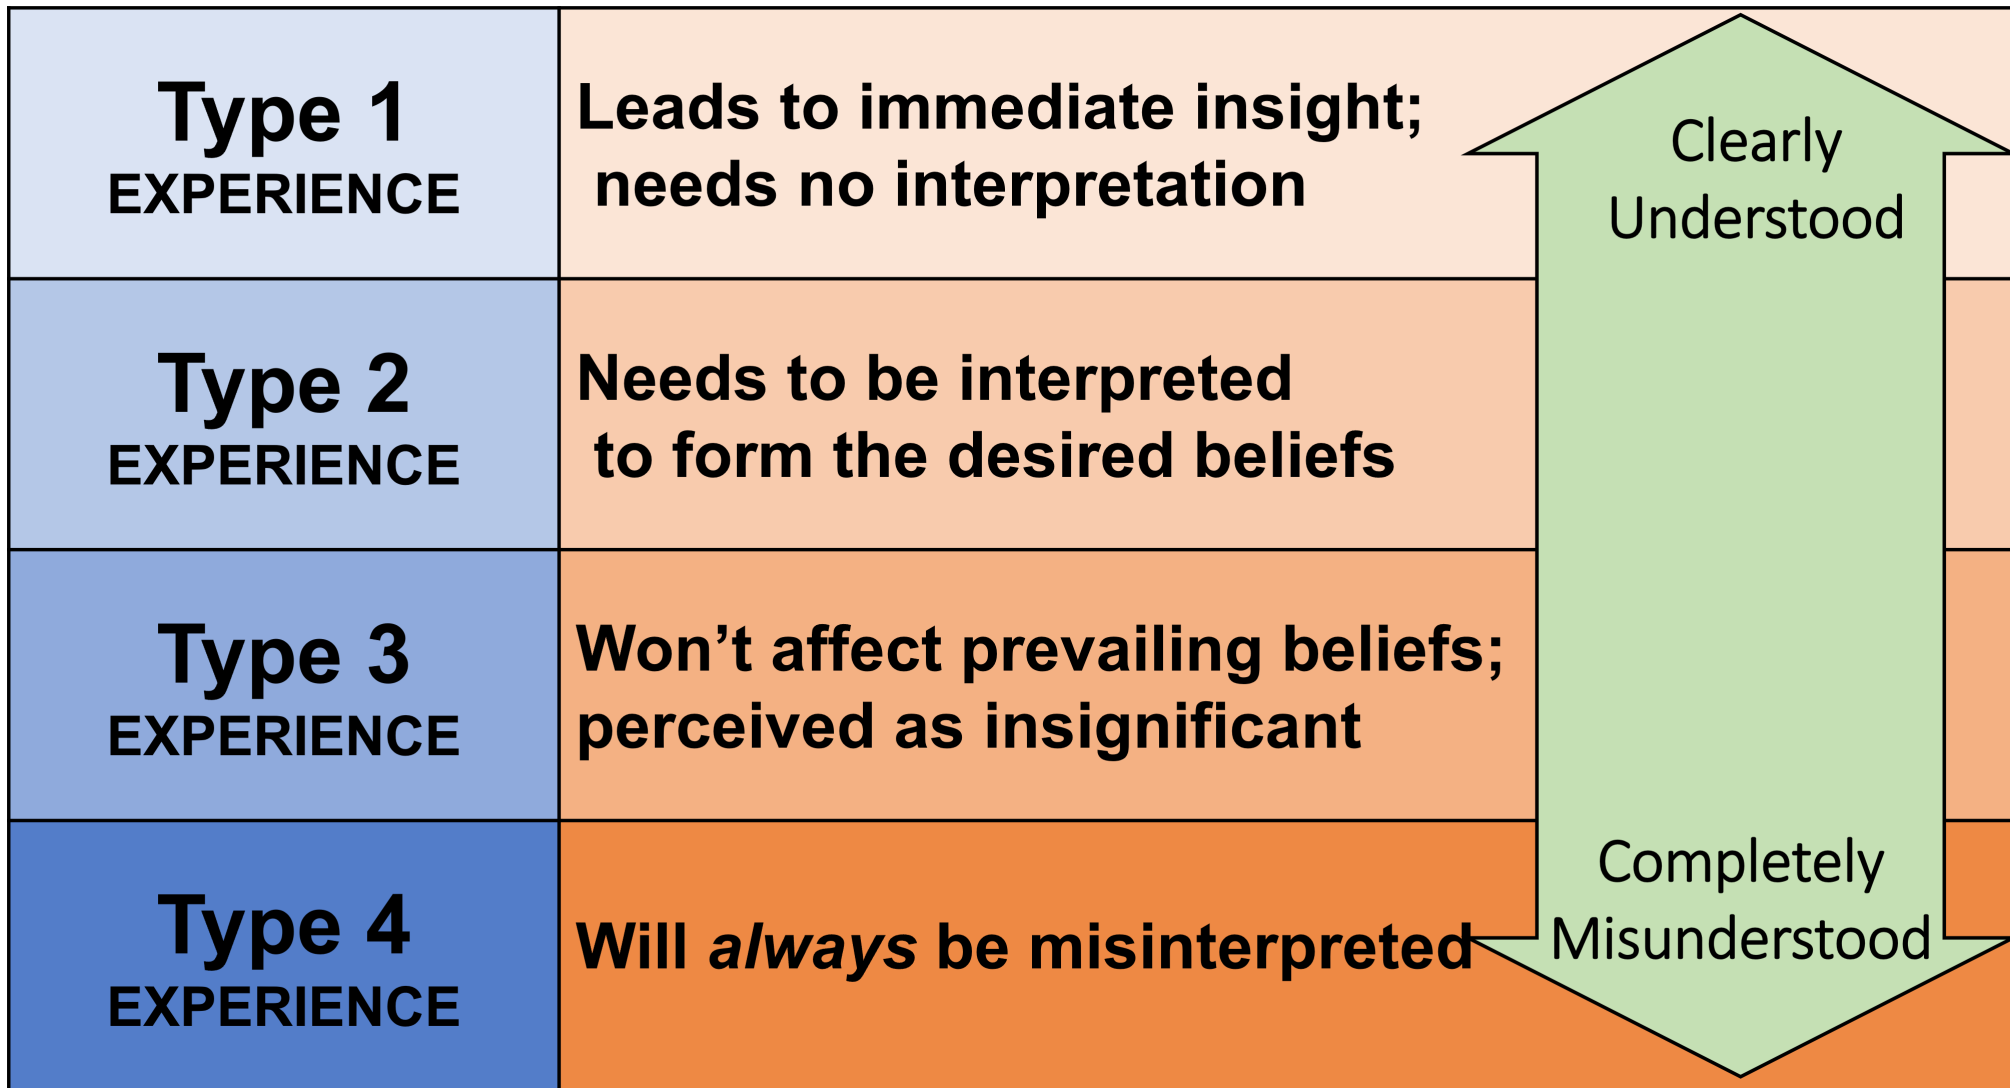 Type 1
EXPERIENCE
Leads to immediate insight;
needs no interpretation
Clearly
Understood
Type 2
EXPERIENCE
Needs to be interpreted
to form the desired beliefs
Type 3
EXPERIENCE
Won’t affect prevailing beliefs;
perceived as insignificant
Type 4
EXPERIENCE
Will always be misinterpreted
Completely
Misunderstood